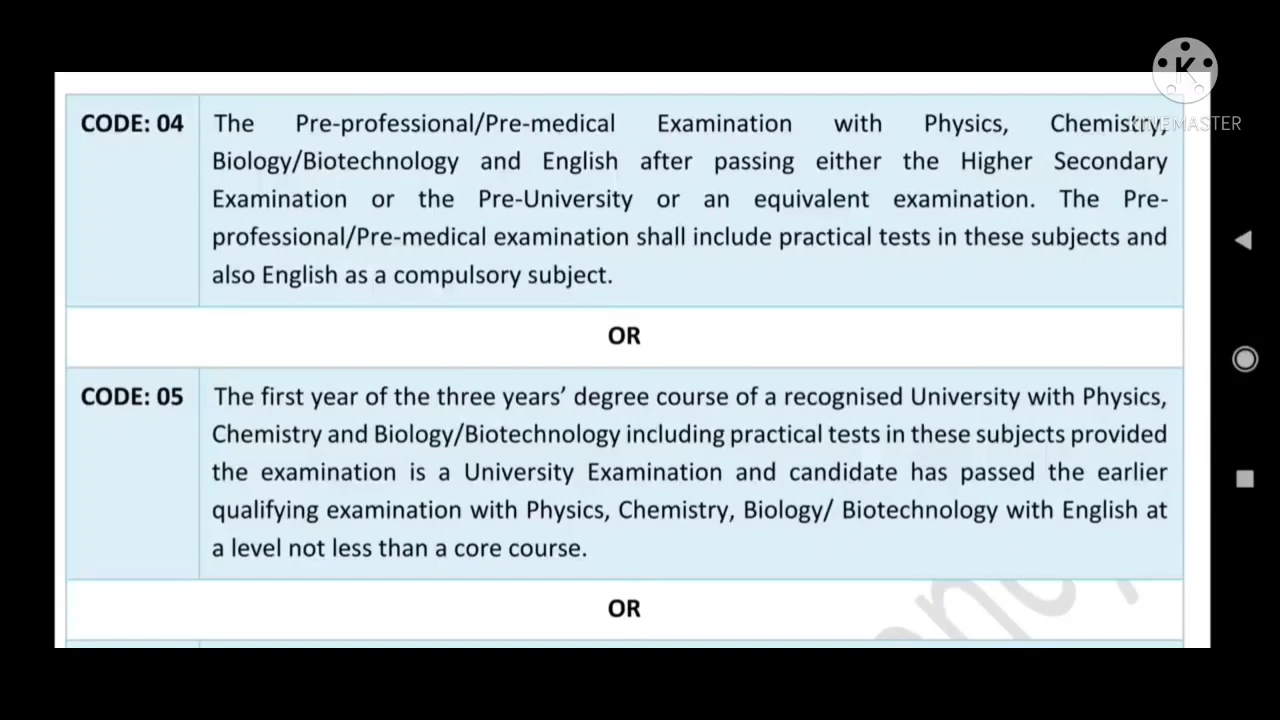 K
KINEMASTER
CODE: 04
The Pre-professional/Pre-medical Examination with Physics, Chemistry,
Biology/Biotechnology and English after passing either the Higher Secondary
Examination or the Pre-University or an equivalent examination. The Pre-
professional/Pre-medical examination shall include practical tests in these subjects and
also English as a compulsory subject.
OR
CODE: 05
The first year of the three years’ degree course of a recognised University with Physics,
Chemistry and Biology/Biotechnology including practical tests in these subjects provided
the examination is a University Examination and candidate has passed the earlier
qualifying examination with Physics, Chemistry, Biology/ Biotechnology with English at
a level not less than a core course.
OR